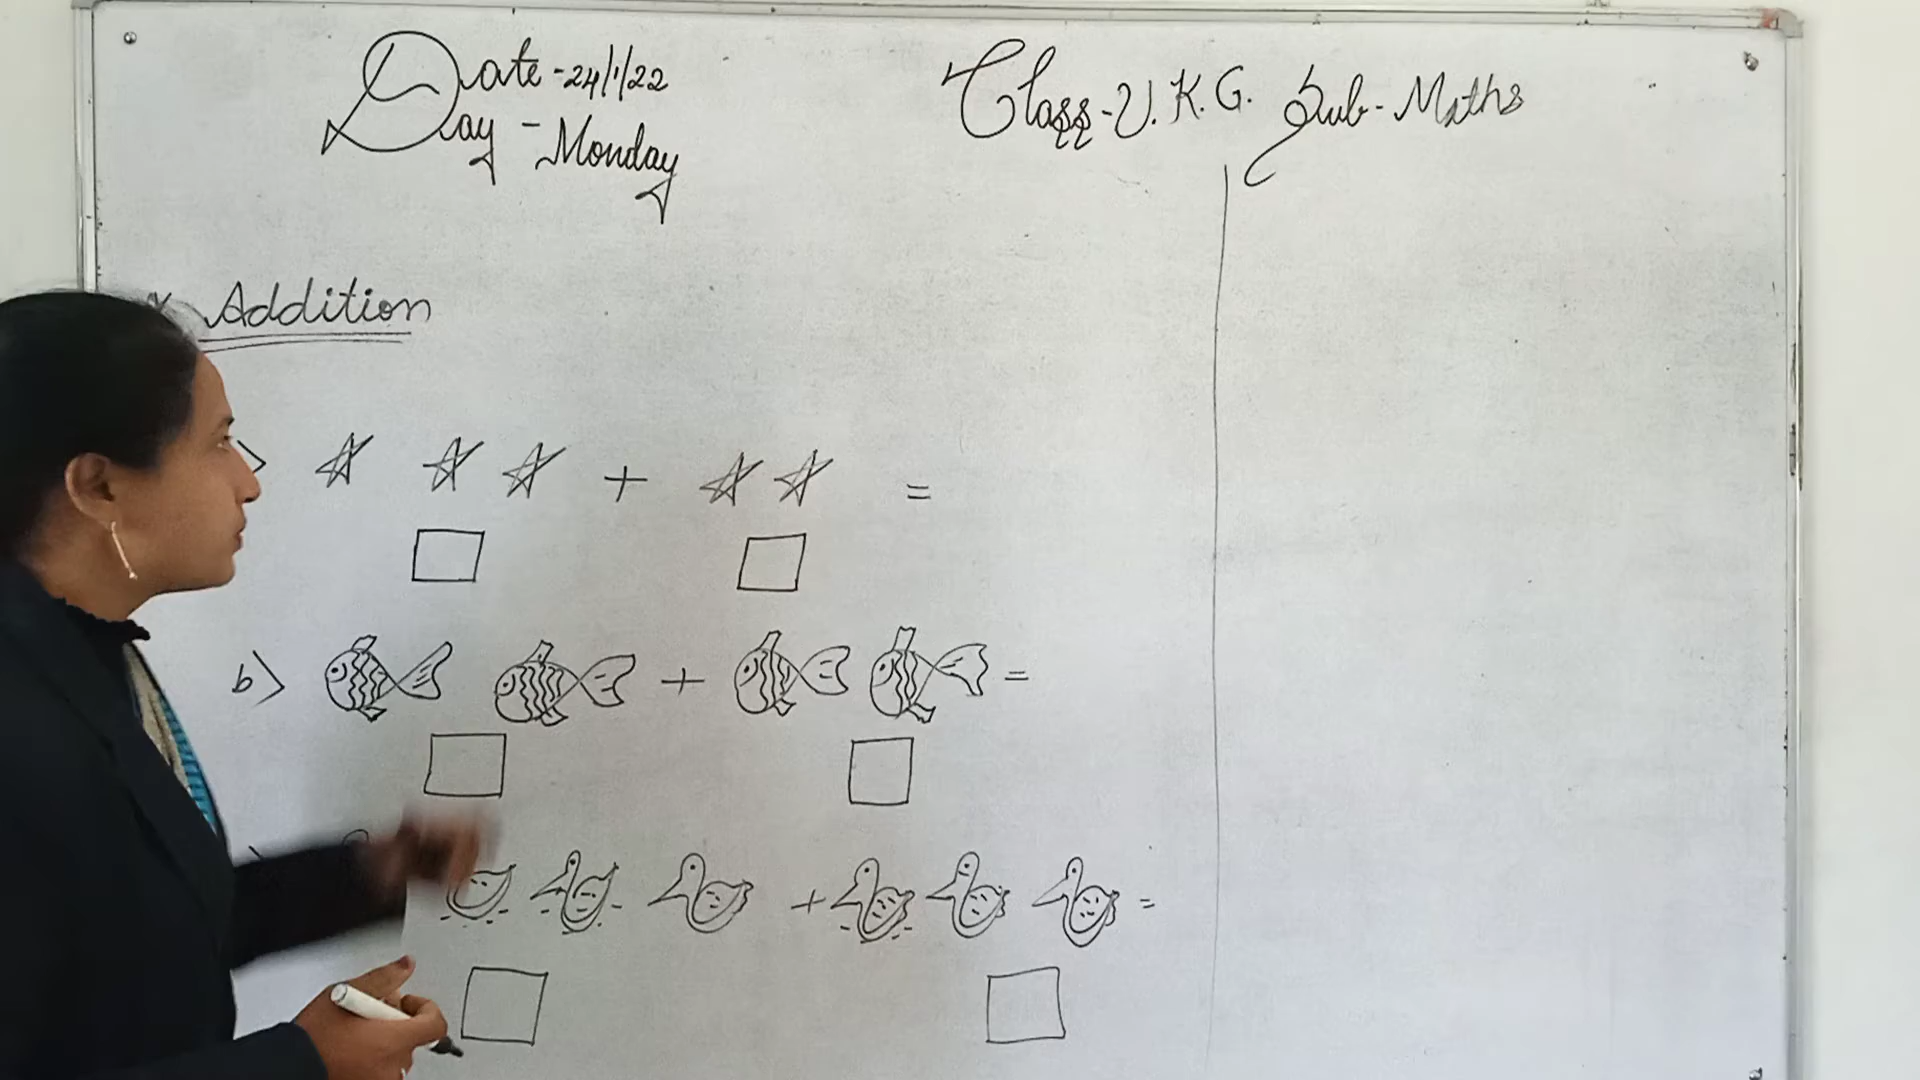 Date - 24/1/22
Day - Monday
Class - U.K.G. Sub - Maths
Addition
+ =
b) + =
+ =